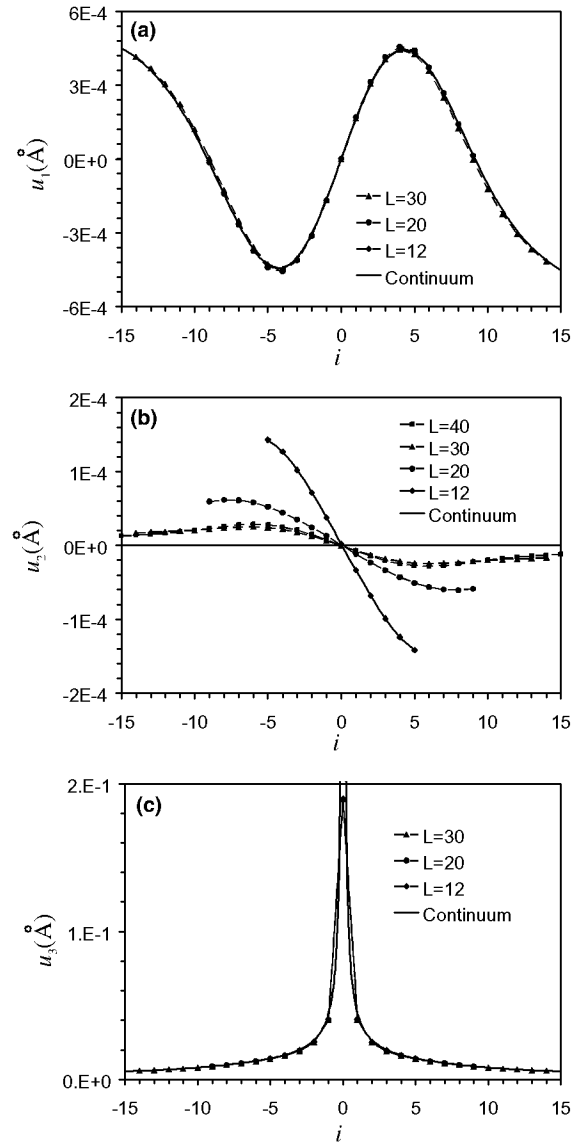 (a)
6E-4
3E-4
0E+0
-3E-4
-6E-4
u₁(Å)
L=30
L=20
L=12
Continuum
-15 -10 -5 0 5 10 15
i
(b)
2E-4
1E-4
0E+0
-1E-4
-2E-4
u₂(Å)
L=40
L=30
L=20
L=12
Continuum
-15 -10 -5 0 5 10 15
i
(c)
2.E-1
1.E-1
0.E+0
u₃(Å)
L=30
L=20
L=12
Continuum
-15 -10 -5 0 5 10 15
i